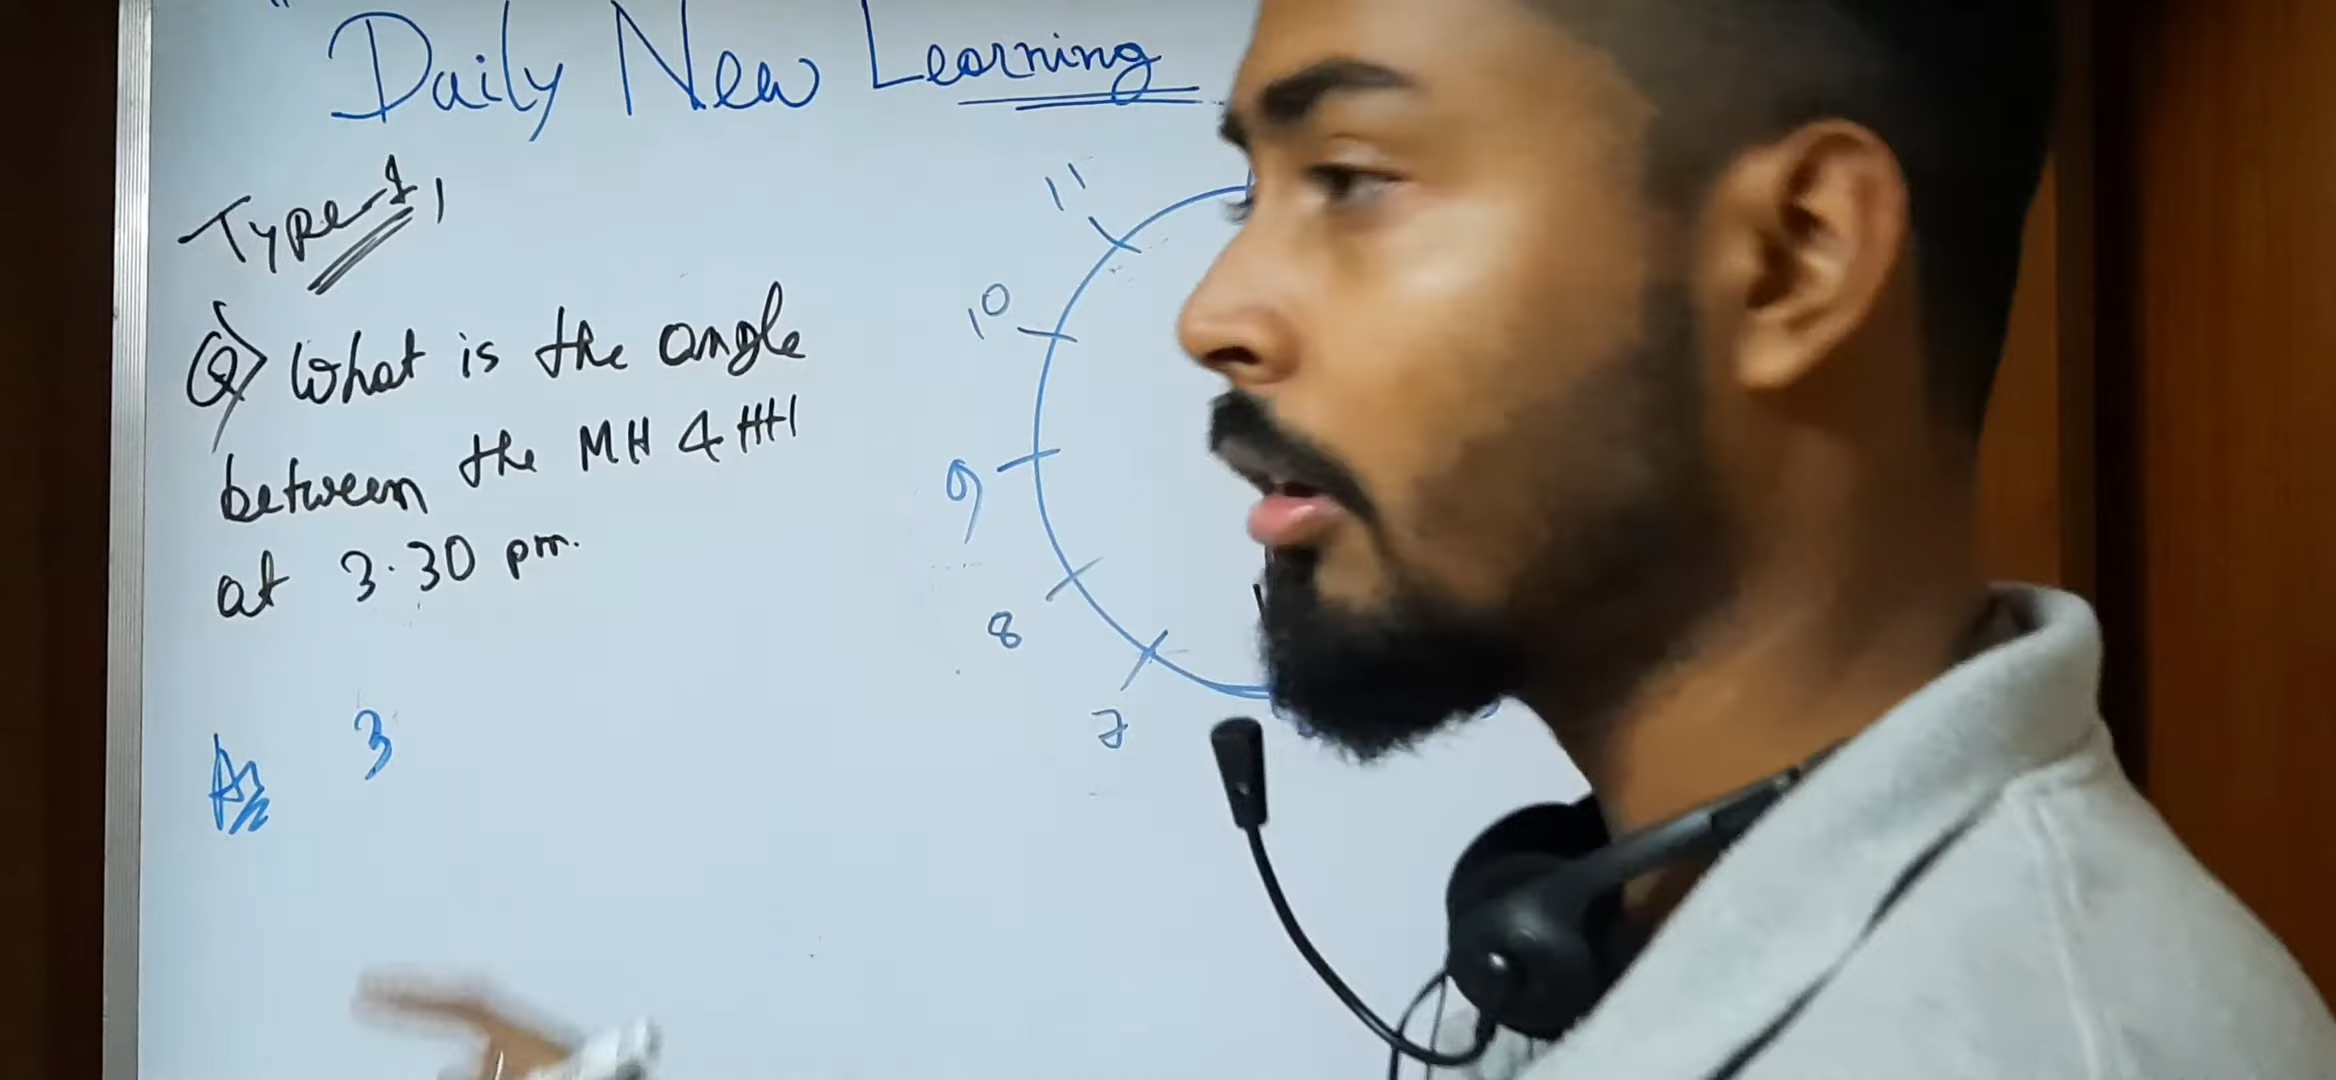 Daily New Learning
Type-1,
Q) What is the angle
between the MH & HH
at 3.30 pm.
Ans 3
11
10
9
8
7